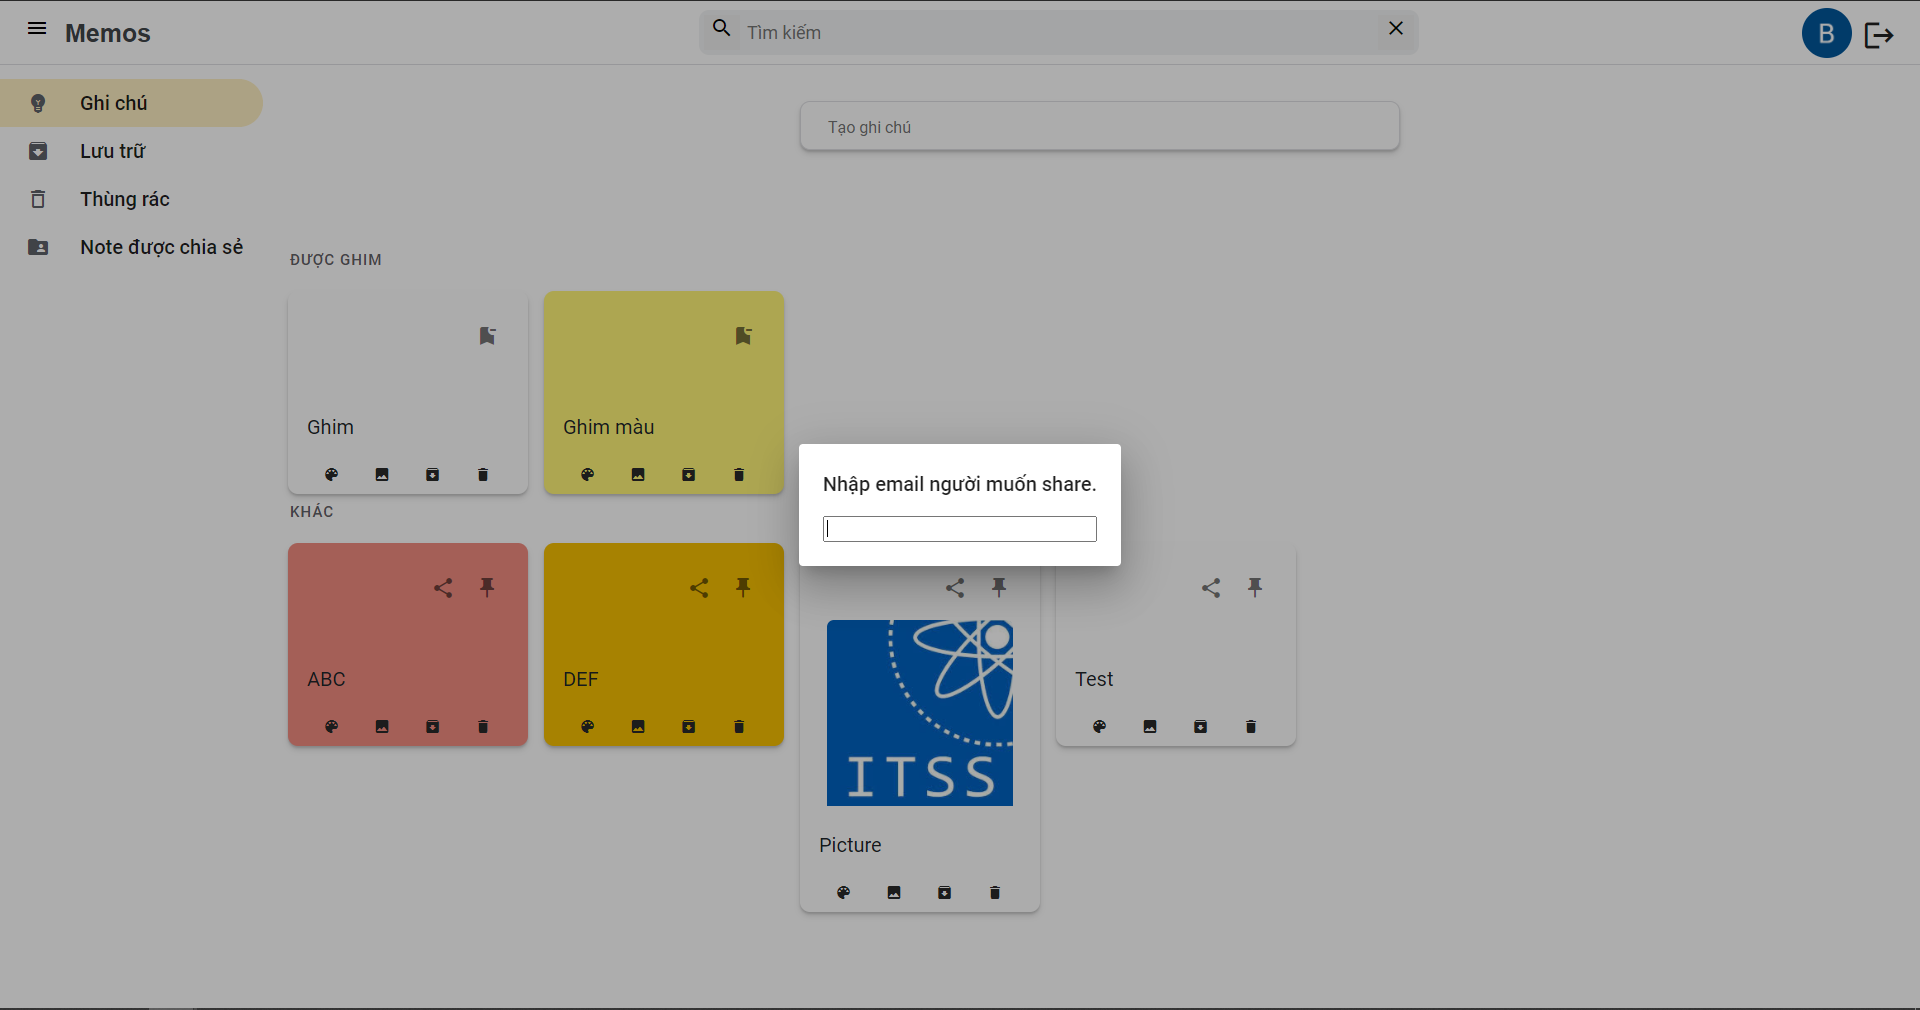 Memos
Tìm kiếm
B
Ghi chú
Lưu trữ
Thùng rác
Note được chia sẻ
Tạo ghi chú
ĐƯỢC GHIM
Ghim
Ghim màu
Nhập email người muốn share.
KHÁC
ABC
DEF
ITSS
Picture
Test